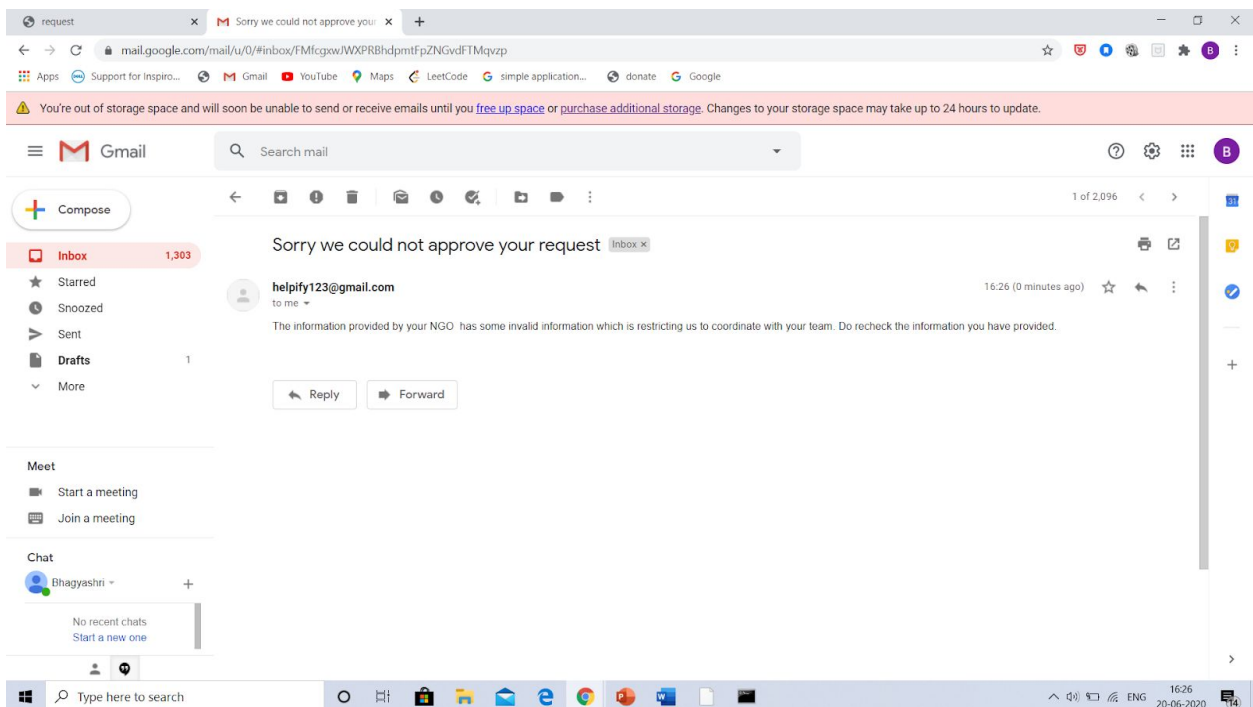 request
Sorry we could not approve your
mail.google.com/mail/u/0/#inbox/FMfcgxwJWXPRBhdpmtFpZNGvdFTMqvzp
B
Apps Support for Inspiro... Gmail YouTube Maps LeetCode simple application... donate Google
You're out of storage space and will soon be unable to send or receive emails until you free up space or purchase additional storage. Changes to your storage space may take up to 24 hours to update.
Gmail
Search mail
B
Compose
1 of 2,096
31
Inbox 1,303
Starred
Snoozed
Sent
Drafts 1
More
Sorry we could not approve your request Inbox x
helpify123@gmail.com
16:26 (0 minutes ago)
to me
The information provided by your NGO has some invalid information which is restricting us to coordinate with your team. Do recheck the information you have provided.
Reply
Forward
Meet
Start a meeting
Join a meeting
Chat
Bhagyashri
No recent chats
Start a new one
Type here to search
ENG
16:26
20-06-2020